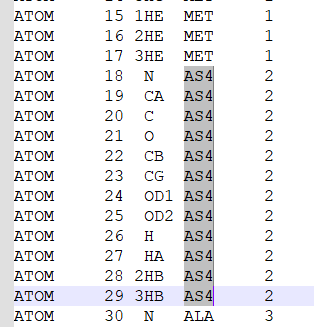 ATOM 15 1HE MET 1
ATOM 16 2HE MET 1
ATOM 17 3HE MET 1
ATOM 18 N AS4 2
ATOM 19 CA AS4 2
ATOM 20 C AS4 2
ATOM 21 O AS4 2
ATOM 22 CB AS4 2
ATOM 23 CG AS4 2
ATOM 24 OD1 AS4 2
ATOM 25 OD2 AS4 2
ATOM 26 H AS4 2
ATOM 27 HA AS4 2
ATOM 28 2HB AS4 2
ATOM 29 3HB AS4 2
ATOM 30 N ALA 3